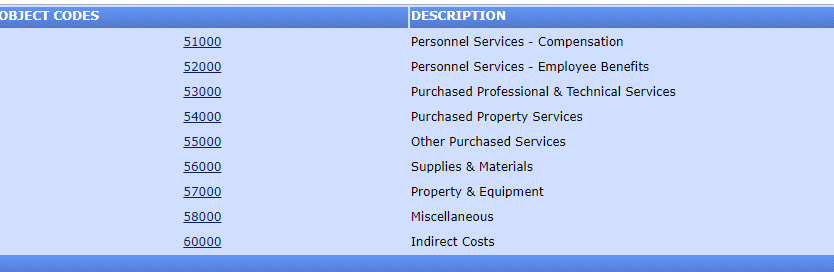 OBJECT CODES DESCRIPTION
51000 Personnel Services - Compensation
52000 Personnel Services - Employee Benefits
53000 Purchased Professional & Technical Services
54000 Purchased Property Services
55000 Other Purchased Services
56000 Supplies & Materials
57000 Property & Equipment
58000 Miscellaneous
60000 Indirect Costs